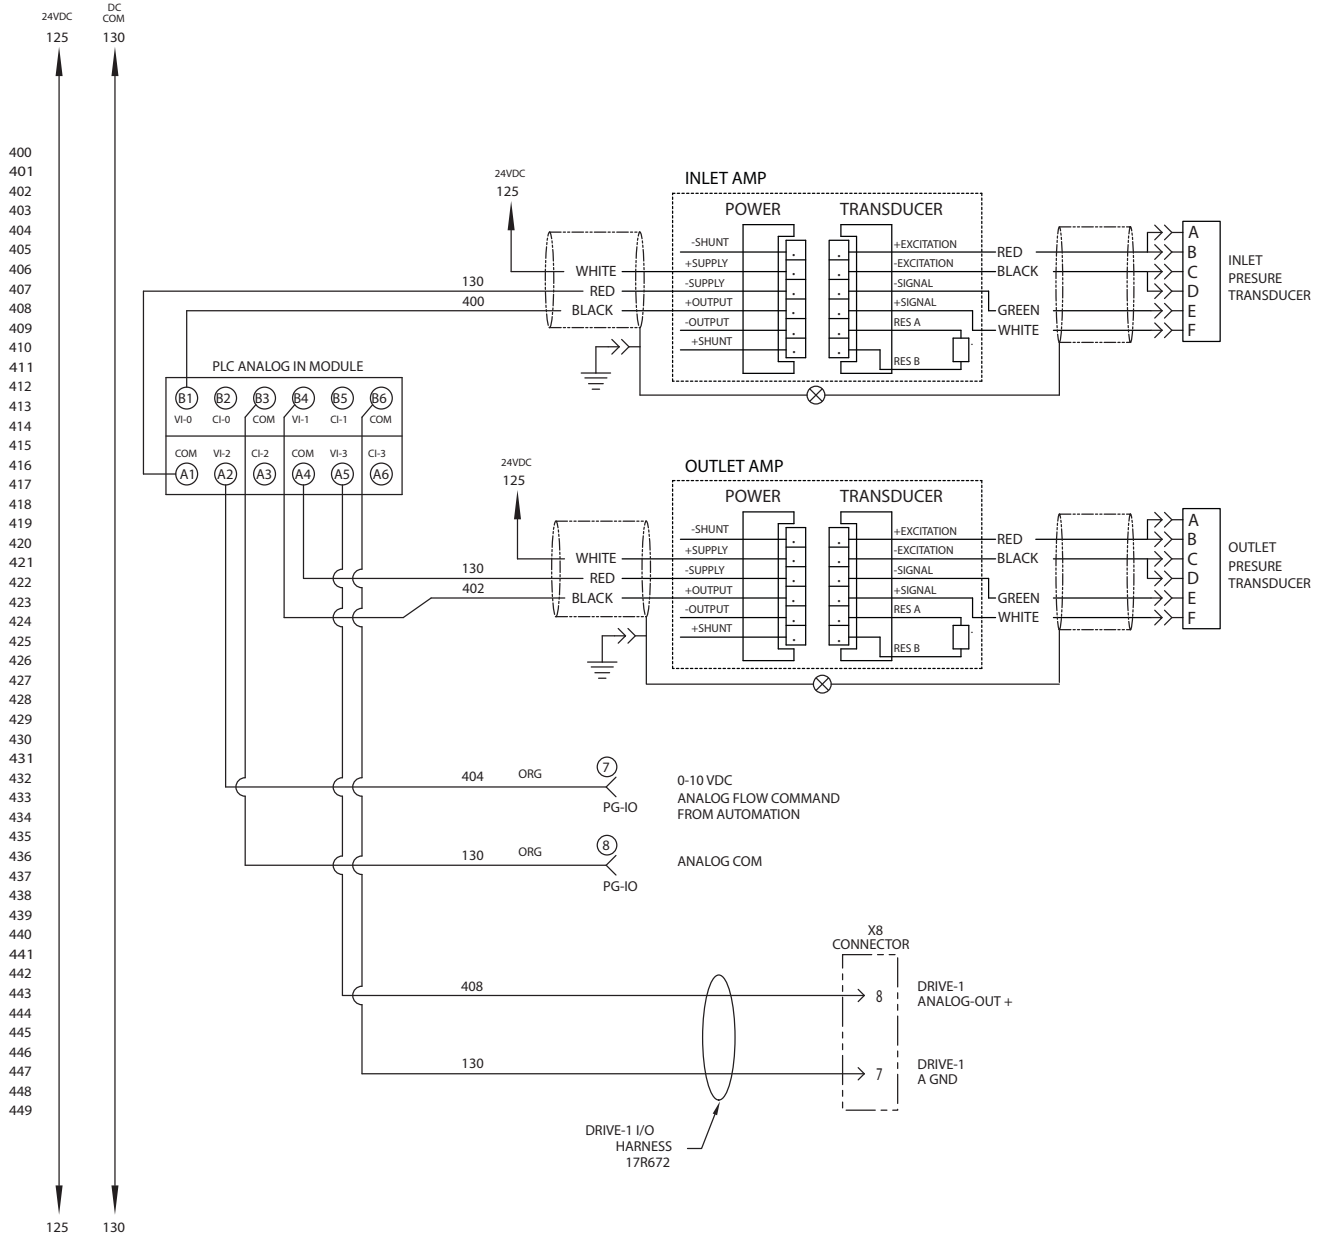 24VDC
125
DC
COM
130
400
401
402
403
404
405
406
407
408
409
410
411
412
413
414
415
416
417
418
419
420
421
422
423
424
425
426
427
428
429
430
431
432
433
434
435
436
437
438
439
440
441
442
443
444
445
446
447
448
449
125
130
24VDC
125
INLET AMP
POWER
TRANSDUCER
-SHUNT
+SUPPLY
-SUPPLY
+OUTPUT
-OUTPUT
+SHUNT
+EXCITATION
-EXCITATION
-SIGNAL
+SIGNAL
RES A
RES B
130
400
WHITE
RED
BLACK
RED
BLACK
GREEN
WHITE
A
B
C
D
E
F
INLET
PRESURE
TRANSDUCER
PLC ANALOG IN MODULE
B1 B2 B3 B4 B5 B6
VI-0 CI-0 COM VI-1 CI-1 COM
COM VI-2 CI-2 COM VI-3 CI-3
A1 A2 A3 A4 A5 A6
24VDC
125
OUTLET AMP
POWER
TRANSDUCER
-SHUNT
+SUPPLY
-SUPPLY
+OUTPUT
-OUTPUT
+SHUNT
+EXCITATION
-EXCITATION
-SIGNAL
+SIGNAL
RES A
RES B
130
402
WHITE
RED
BLACK
RED
BLACK
GREEN
WHITE
A
B
C
D
E
F
OUTLET
PRESURE
TRANSDUCER
404 ORG
7
PG-IO
0-10 VDC
ANALOG FLOW COMMAND
FROM AUTOMATION
130 ORG
8
PG-IO
ANALOG COM
X8
CONNECTOR
408
8
DRIVE-1
ANALOG-OUT +
130
7
DRIVE-1
A GND
DRIVE-1 I/O
HARNESS
17R672